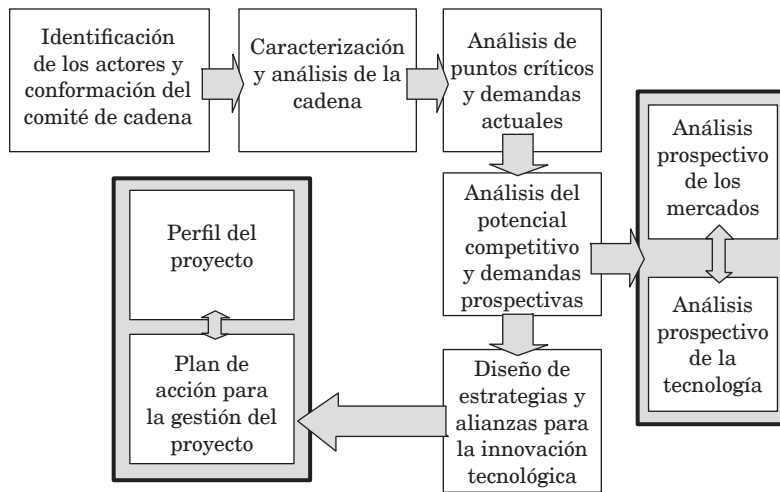 Identificación
de los actores y
conformación del
comité de cadena
Caracterización
y análisis de la
cadena
Análisis de
puntos críticos
y demandas
actuales
Análisis del
potencial
competitivo
y demandas
prospectivas
Análisis
prospectivo
de los
mercados
Análisis
prospectivo
de la
tecnología
Diseño de
estrategias y
alianzas para
la innovación
tecnológica
Perfil del
proyecto
Plan de
acción para
la gestión del
proyecto